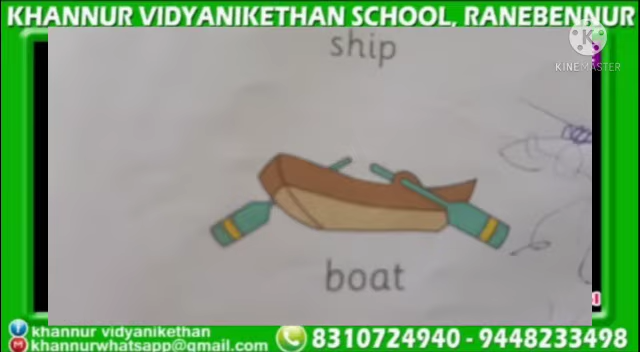 KHANNUR VIDYANIKETHAN SCHOOL, RANEBENNUR
K
KINEMASTER
ship
boat
khannur vidyanikethan
khannurwhatsapp@gmail.com
8310724940 - 9448233498